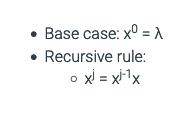 • Base case: x⁰ = λ
• Recursive rule:
○ xʲ = xʲ⁻¹x